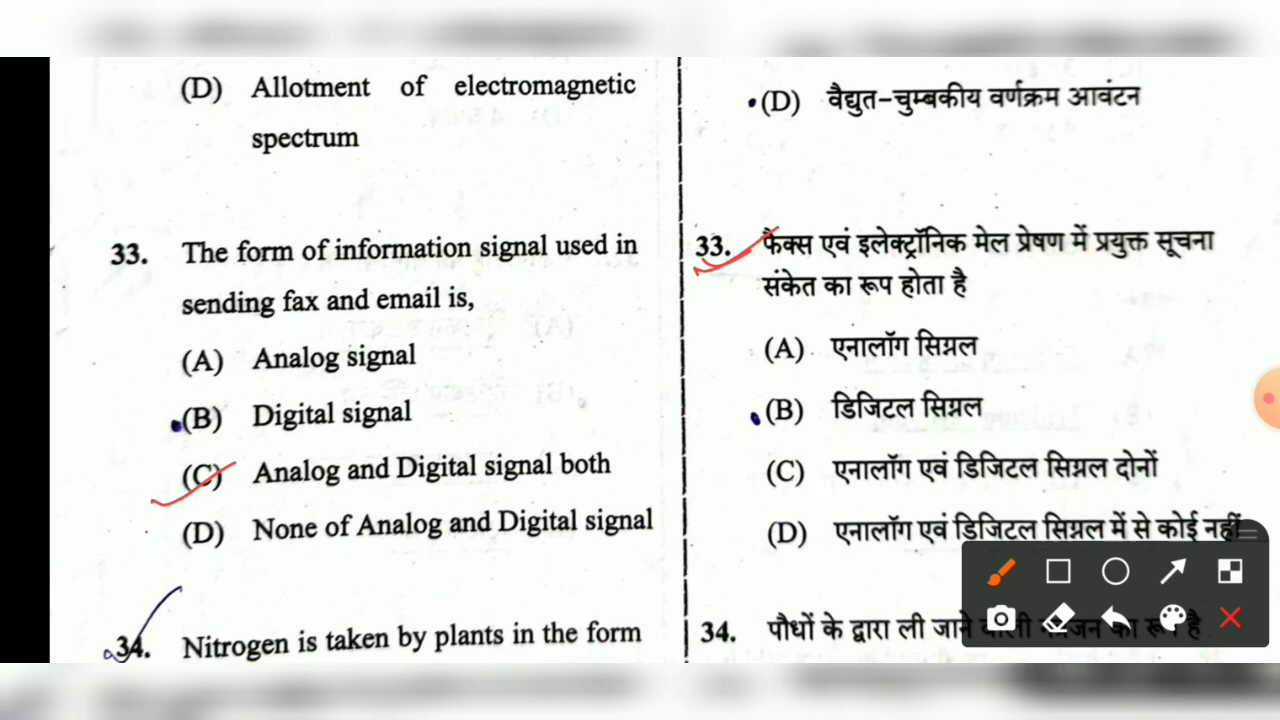 (D) Allotment of electromagnetic
spectrum
33. The form of information signal used in
sending fax and email is,
(A) Analog signal
(B) Digital signal
(C) Analog and Digital signal both
(D) None of Analog and Digital signal
34. Nitrogen is taken by plants in the form
(D) वैद्युत-चुम्बकीय वर्णक्रम आवंटन
33. फैक्स एवं इलेक्ट्रॉनिक मेल प्रेषण में प्रयुक्त सूचना
संकेत का रूप होता है
(A) एनालॉग सिग्नल
(B) डिजिटल सिग्नल
(C) एनालॉग एवं डिजिटल सिग्नल दोनों
(D) एनालॉग एवं डिजिटल सिग्नल में से कोई नहीं
34. पौधों के द्वारा ली जाने का है